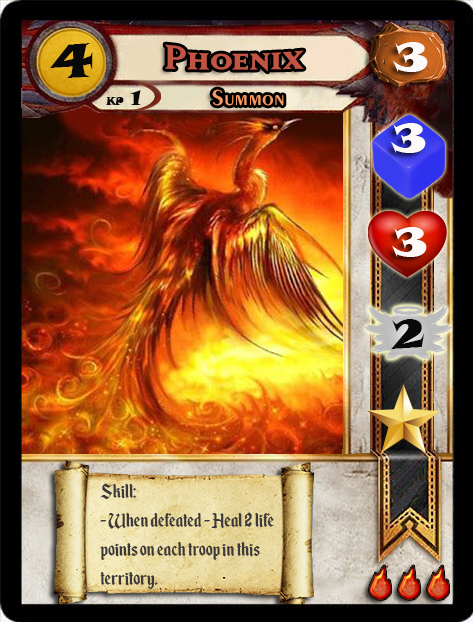 4
Phoenix
3
KP 1
Summon
3
3
2
Skill:
-When defeated -Heal 2 life
points on each troop in this
territory.